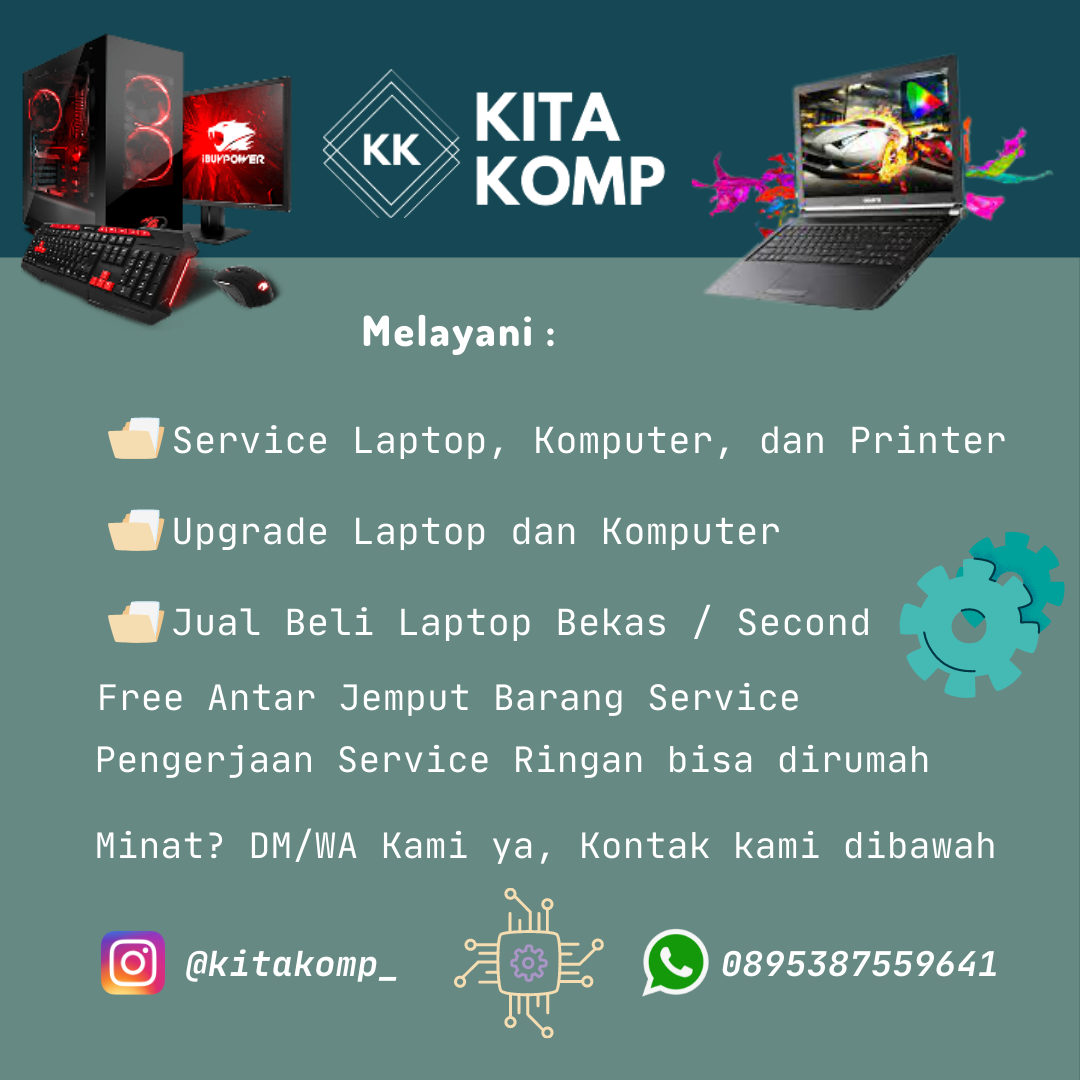 KK
KITA
KOMP
iBUYPOWER
Melayani :
Service Laptop, Komputer, dan Printer
Upgrade Laptop dan Komputer
Jual Beli Laptop Bekas / Second
Free Antar Jemput Barang Service
Pengerjaan Service Ringan bisa dirumah
Minat? DM/WA Kami ya, Kontak kami dibawah
@kitakomp_
0895387559641